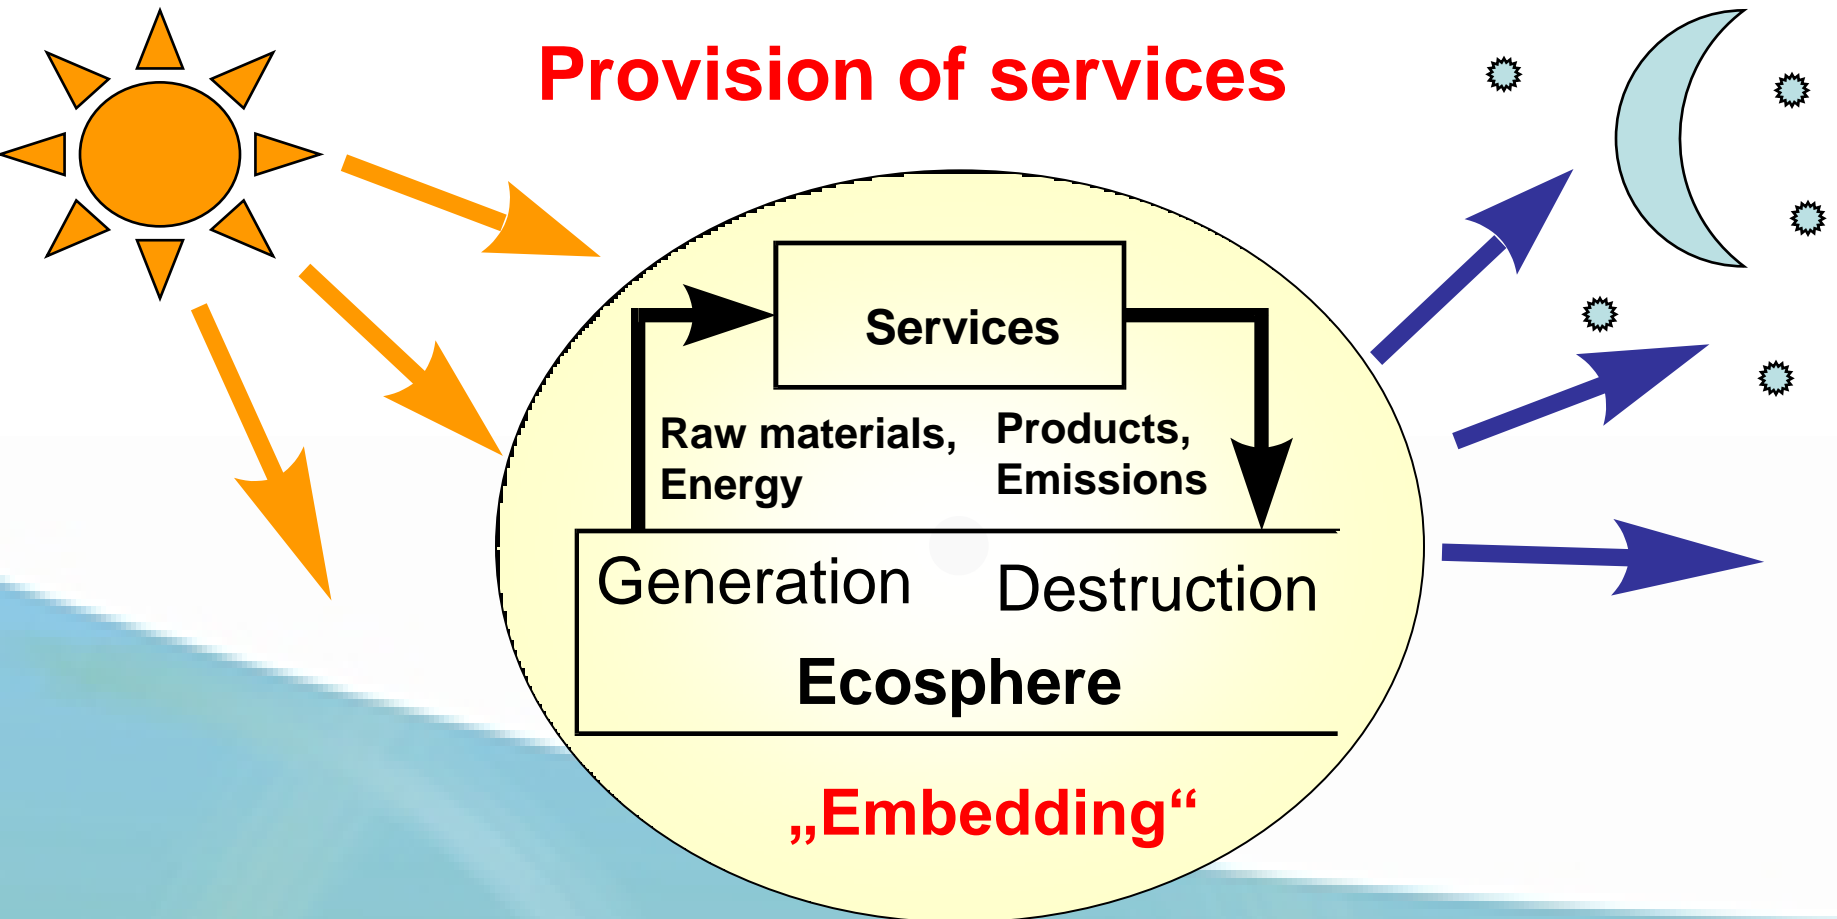 Provision of services
Services
Raw materials,
Energy
Products,
Emissions
Generation
Destruction
Ecosphere
„Embedding“